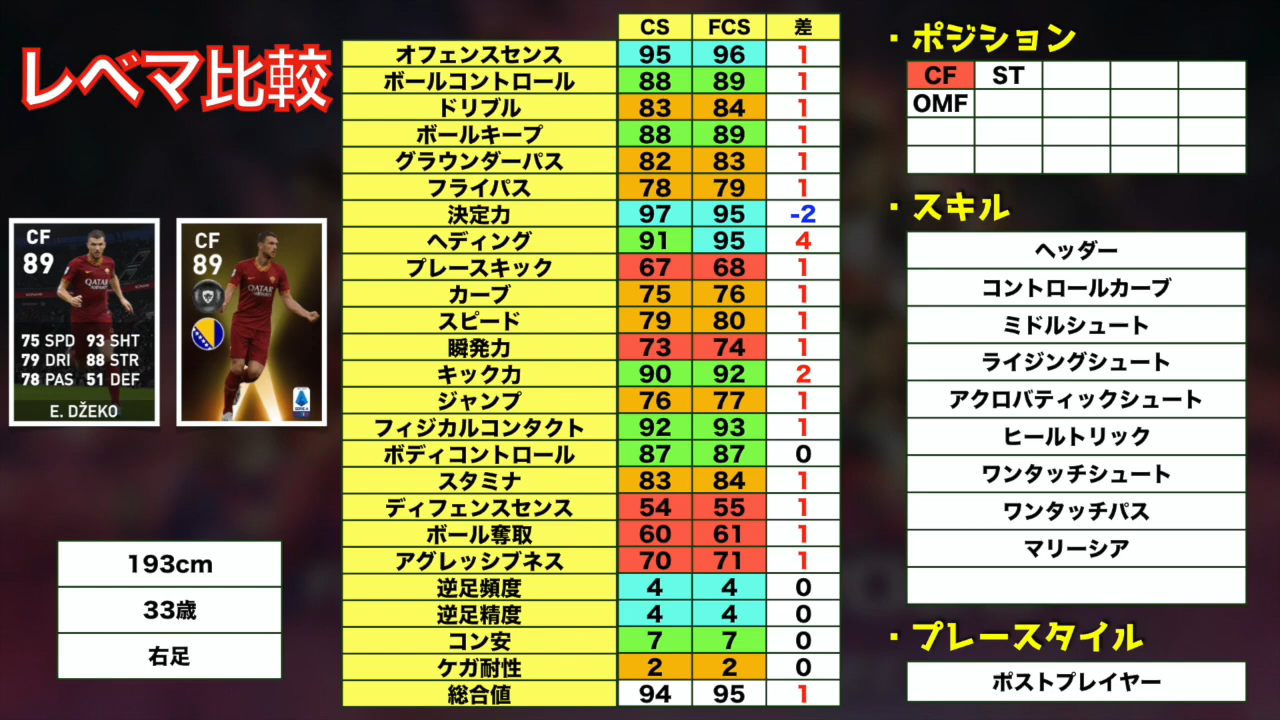 レベマ比較
CF
89
75 SPD 93 SHT
79 DRI 88 STR
78 PAS 51 DEF
E. DŽEKO
CF
89
193cm
33歳
右足
CS FCS 差
オフェンスセンス 95 96 1
ボールコントロール 88 89 1
ドリブル 83 84 1
ボールキープ 88 89 1
グラウンダーパス 82 83 1
フライパス 78 79 1
決定力 97 95 -2
ヘディング 91 95 4
プレースキック 67 68 1
カーブ 75 76 1
スピード 79 80 1
瞬発力 73 74 1
キック力 90 92 2
ジャンプ 76 77 1
フィジカルコンタクト 92 93 1
ボディコントロール 87 87 0
スタミナ 83 84 1
ディフェンスセンス 54 55 1
ボール奪取 60 61 1
アグレッシブネス 70 71 1
逆足頻度 4 4 0
逆足精度 4 4 0
コン安 7 7 0
ケガ耐性 2 2 0
総合値 94 95 1
・ポジション
CF ST
OMF
・スキル
ヘッダー
コントロールカーブ
ミドルシュート
ライジングシュート
アクロバティックシュート
ヒールトリック
ワンタッチシュート
ワンタッチパス
マリーシア
・プレースタイル
ポストプレイヤー